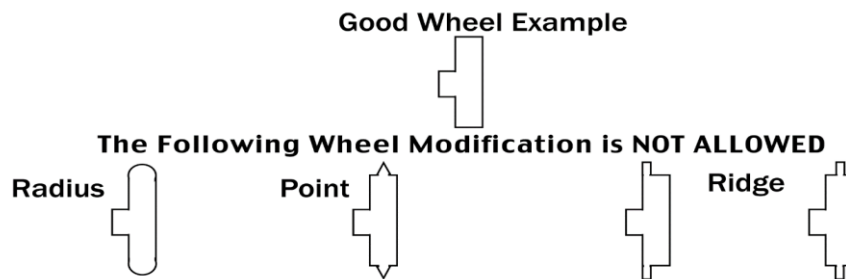 Good Wheel Example
The Following Wheel Modification is NOT ALLOWED
Radius
Point
Ridge